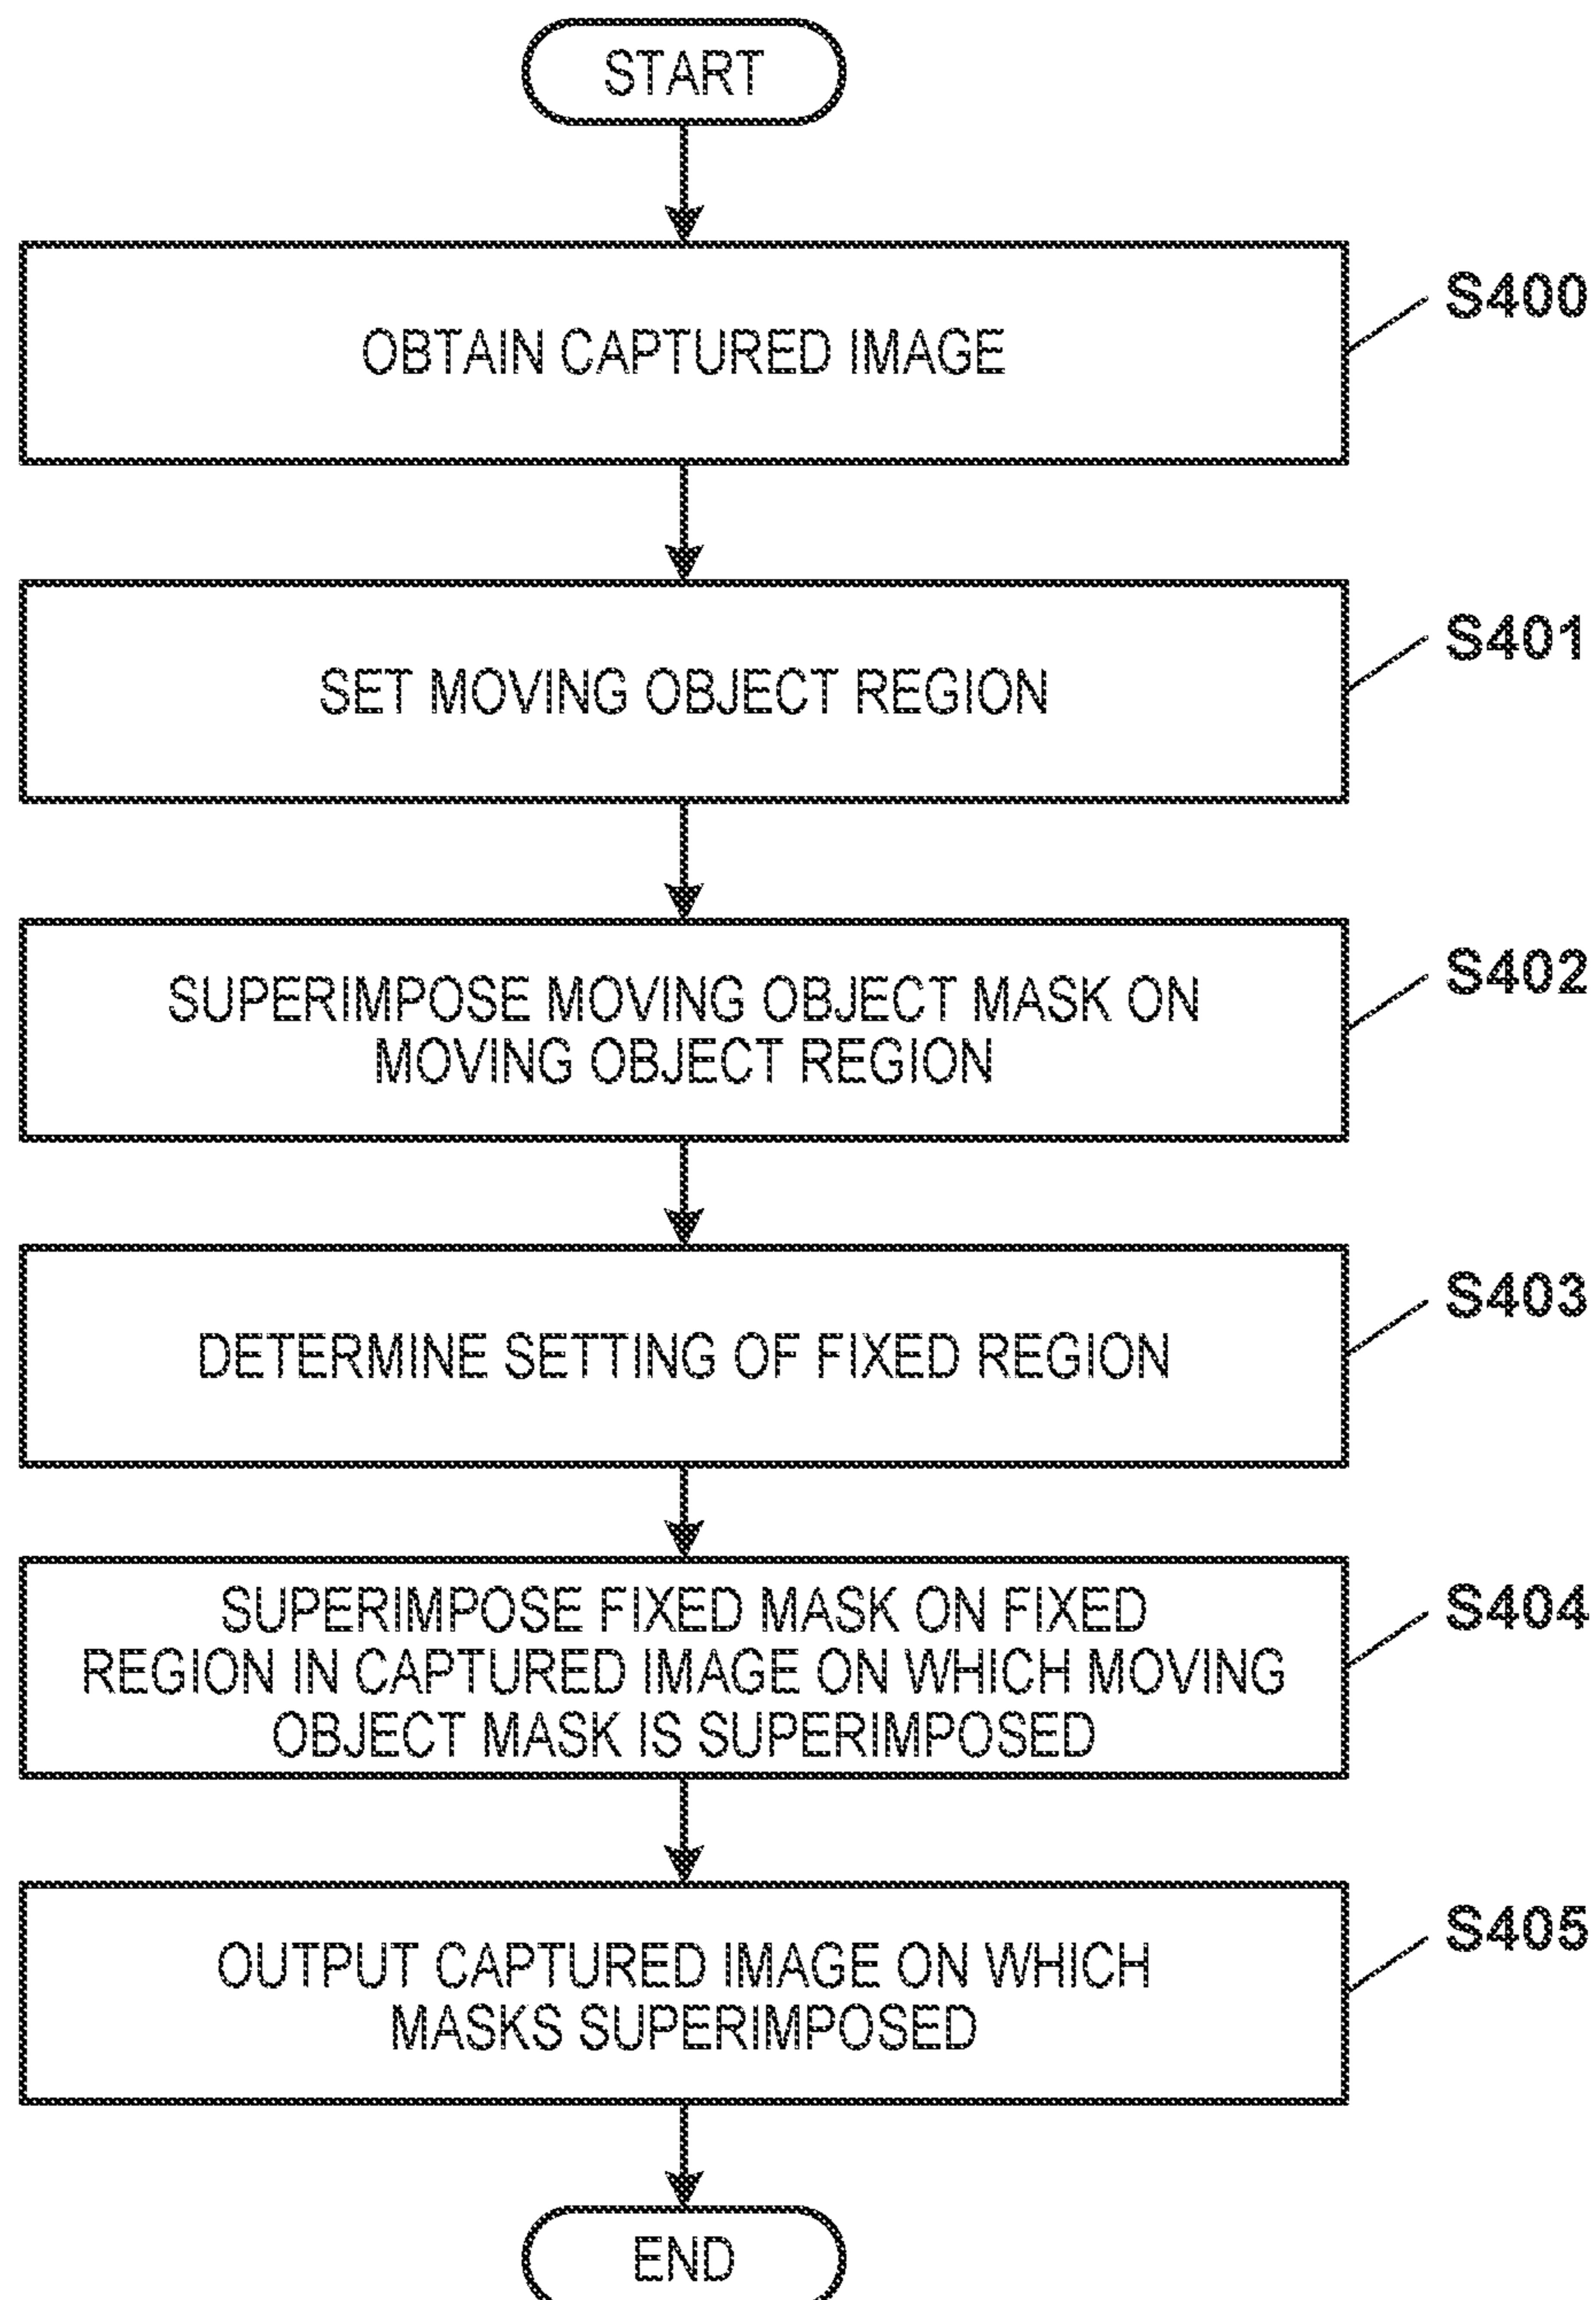 START
OBTAIN CAPTURED IMAGE
S400
SET MOVING OBJECT REGION
S401
SUPERIMPOSE MOVING OBJECT MASK ON
MOVING OBJECT REGION
S402
DETERMINE SETTING OF FIXED REGION
S403
SUPERIMPOSE FIXED MASK ON FIXED
REGION IN CAPTURED IMAGE ON WHICH MOVING
OBJECT MASK IS SUPERIMPOSED
S404
OUTPUT CAPTURED IMAGE ON WHICH
MASKS SUPERIMPOSED
S405
END